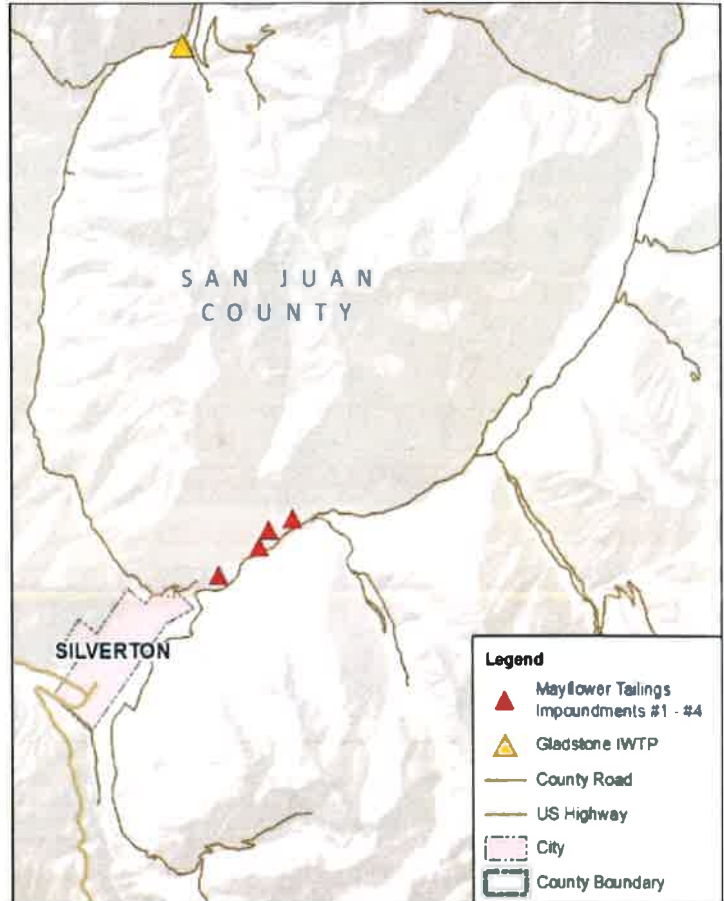 SAN JUAN
COUNTY
SILVERTON
Legend
Mayflower Tailings
Impoundments #1 - #4
Gladstone IWTP
County Road
US Highway
City
County Boundary